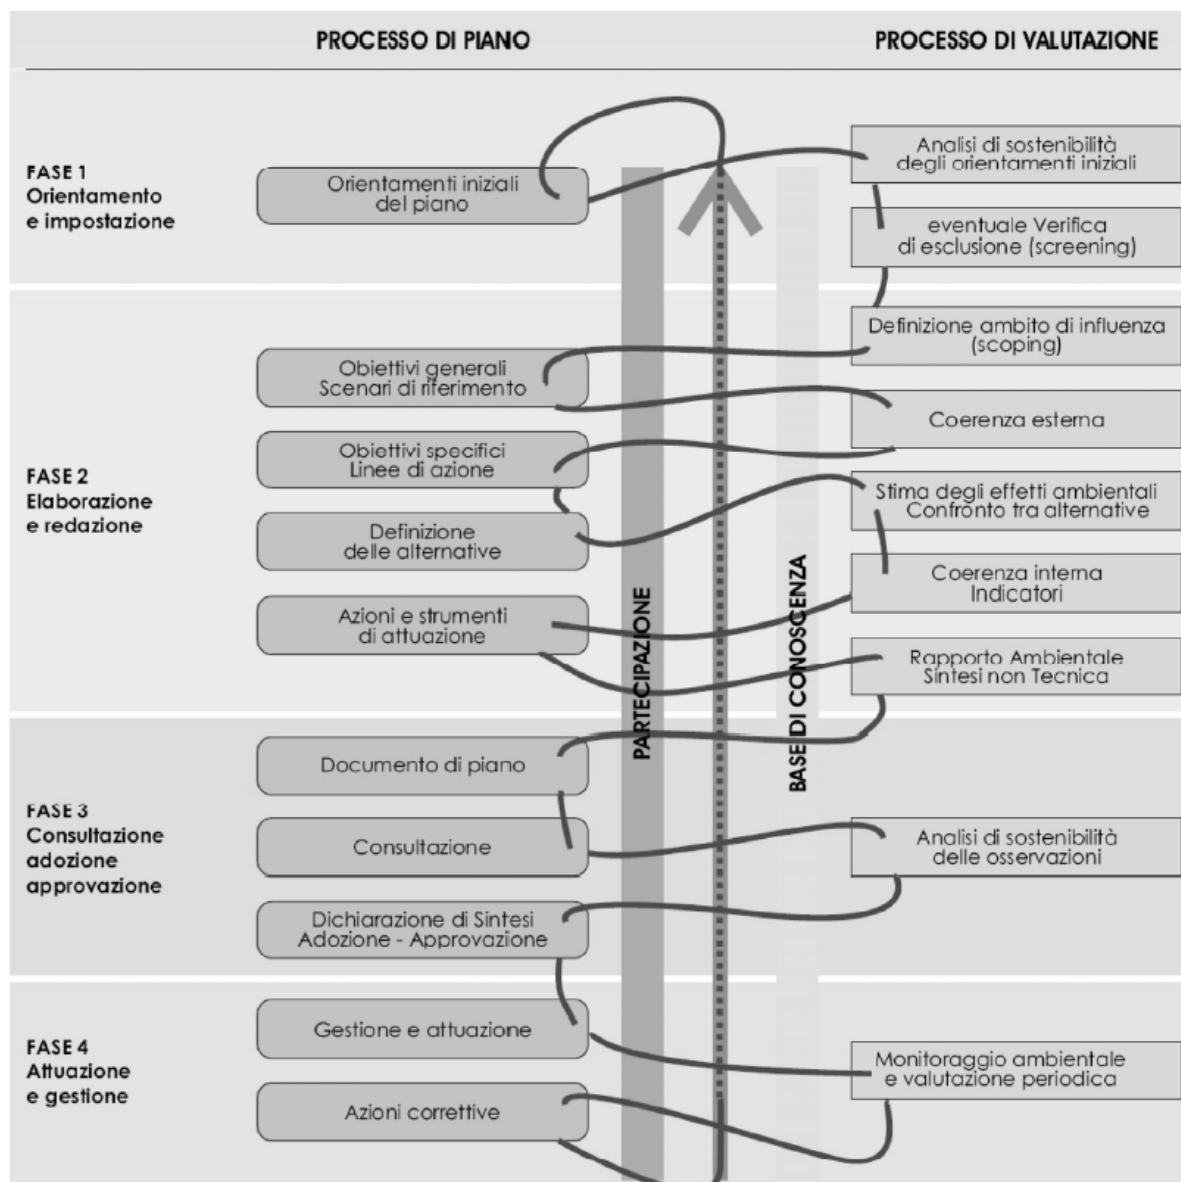 PROCESSO DI PIANO
PROCESSO DI VALUTAZIONE
FASE 1
Orientamento
e impostazione
Orientamenti iniziali
del piano
Analisi di sostenibilità
degli orientamenti iniziali
eventuale Verifica
di esclusione (screening)
FASE 2
Elaborazione
e redazione
Definizione ambito di influenza
(scoping)
Obiettivi generali
Scenari di riferimento
Coerenza esterna
Obiettivi specifici
Linee di azione
Stima degli effetti ambientali
Confronto tra alternative
Definizione
delle alternative
Coerenza interna
Indicatori
Azioni e strumenti
di attuazione
Rapporto Ambientale
Sintesi non Tecnica
PARTECIPAZIONE
BASE DI CONOSCENZA
FASE 3
Consultazione
adozione
approvazione
Documento di piano
Consultazione
Analisi di sostenibilità
delle osservazioni
Dichiarazione di Sintesi
Adozione - Approvazione
FASE 4
Attuazione
e gestione
Gestione e attuazione
Monitoraggio ambientale
e valutazione periodica
Azioni correttive